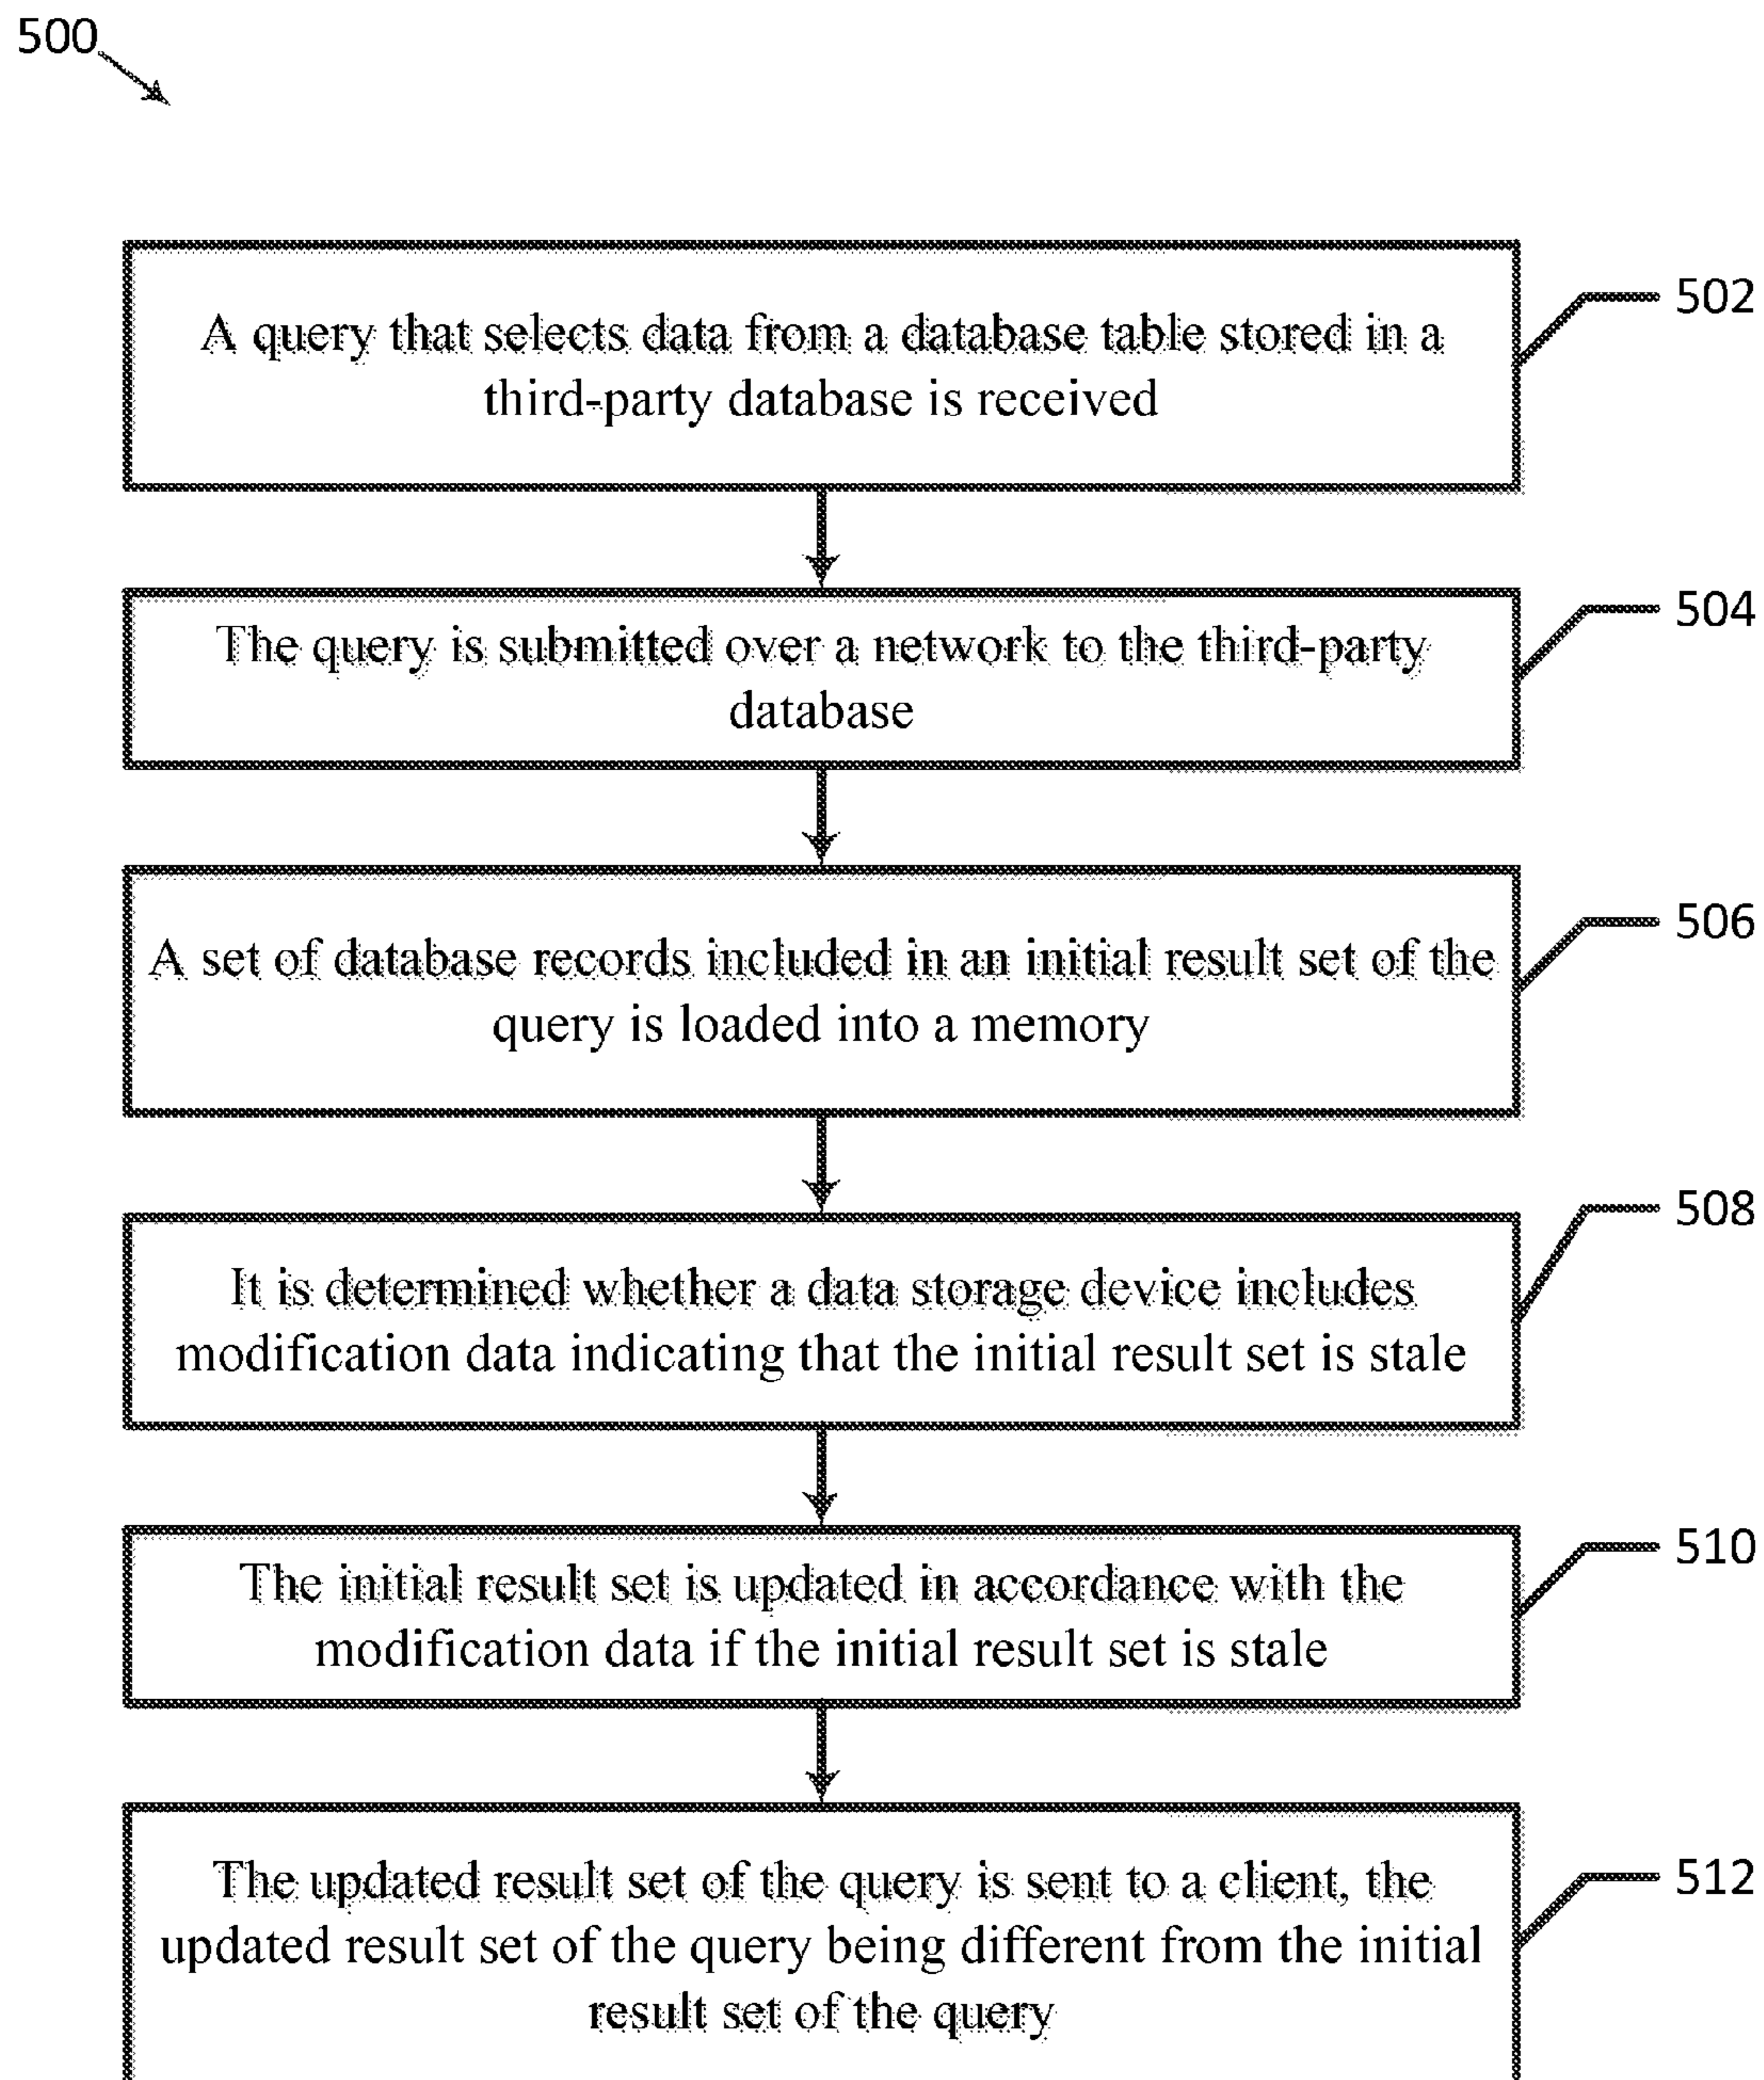 500
A query that selects data from a database table stored in a
third-party database is received
502
The query is submitted over a network to the third-party
database
504
A set of database records included in an initial result set of the
query is loaded into a memory
506
It is determined whether a data storage device includes
modification data indicating that the initial result set is stale
508
The initial result set is updated in accordance with the
modification data if the initial result set is stale
510
The updated result set of the query is sent to a client, the
updated result set of the query being different from the initial
result set of the query
512